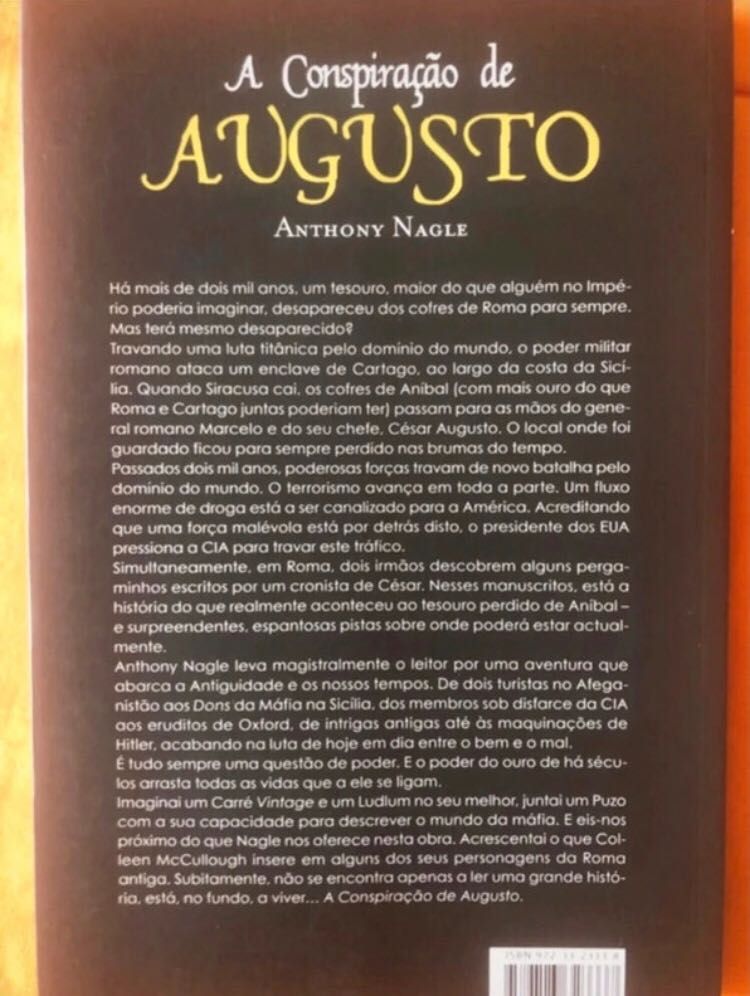 A Conspiração de
AUGUSTO
ANTHONY NAGLE
Há mais de dois mil anos, um tesouro, maior do que alguém no Impé-
rio poderia imaginar, desapareceu dos cofres de Roma para sempre.
Mas terá mesmo desaparecido?
Travando uma luta titânica pelo domínio do mundo, o poder militar
romano ataca um enclave de Cartago, ao largo da costa da Sicí-
lia. Quando Siracusa cai, os cofres de Aníbal (com mais ouro do que
Roma e Cartago juntas poderiam ter) passam para as mãos do gene-
ral romano Marcelo e do seu chefe, César Augusto. O local onde foi
guardado ficou para sempre perdido nas brumas do tempo.
Passados dois mil anos, poderosas forças travam de novo batalha pelo
domínio do mundo. O terrorismo avança em toda a parte. Um fluxo
enorme de droga está a ser canalizado para a América. Acreditando
que uma força malévola está por detrás disto, o presidente dos EUA
pressiona a CIA para travar este tráfico.
Simultaneamente, em Roma, dois irmãos descobrem alguns perga-
minhos escritos por um cronista de César. Nesses manuscritos, está a
história do que realmente aconteceu ao tesouro perdido de Aníbal –
e surpreendentes, espantosas pistas sobre onde poderá estar actual-
mente.
Anthony Nagle leva magistralmente o leitor por uma aventura que
abarca a Antiguidade e os nossos tempos. De dois turistas no Afega-
nistão aos Dons da Máfia na Sicília, dos membros sob disfarce da CIA
aos eruditos de Oxford, de intrigas antigas até às maquinações de
Hitler, acabando na luta de hoje em dia entre o bem e o mal.
É tudo sempre uma questão de poder. E o poder do ouro de há sécu-
los arrasta todas as vidas que a ele se ligam.
Imaginai um Carré Vintage e um Ludlum no seu melhor, juntai um Puzo
com a sua capacidade para descrever o mundo da máfia. E eis-nos
próximo do que Nagle nos oferece nesta obra. Acrescentai o que Col-
leen McCullough insere em alguns dos seus personagens da Roma
antiga. Subitamente, não se encontra apenas a ler uma grande histó-
ria, está, no fundo, a viver... A Conspiração de Augusto.
ISBN 972